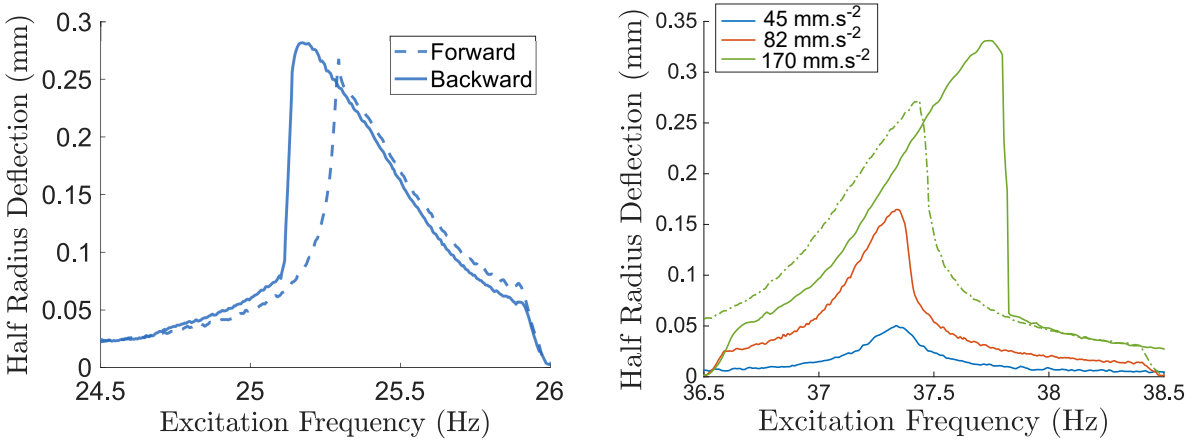 Half Radius Deflection (mm)
0.3
0.25
0.2
0.15
0.1
0.05
0
24.5
25
25.5
26
Excitation Frequency (Hz)
Forward
Backward
Half Radius Deflection (mm)
0.35
0.3
0.25
0.2
0.15
0.1
0.05
0
36.5
37
37.5
38
38.5
Excitation Frequency (Hz)
45 mm.s-2
82 mm.s-2
170 mm.s-2